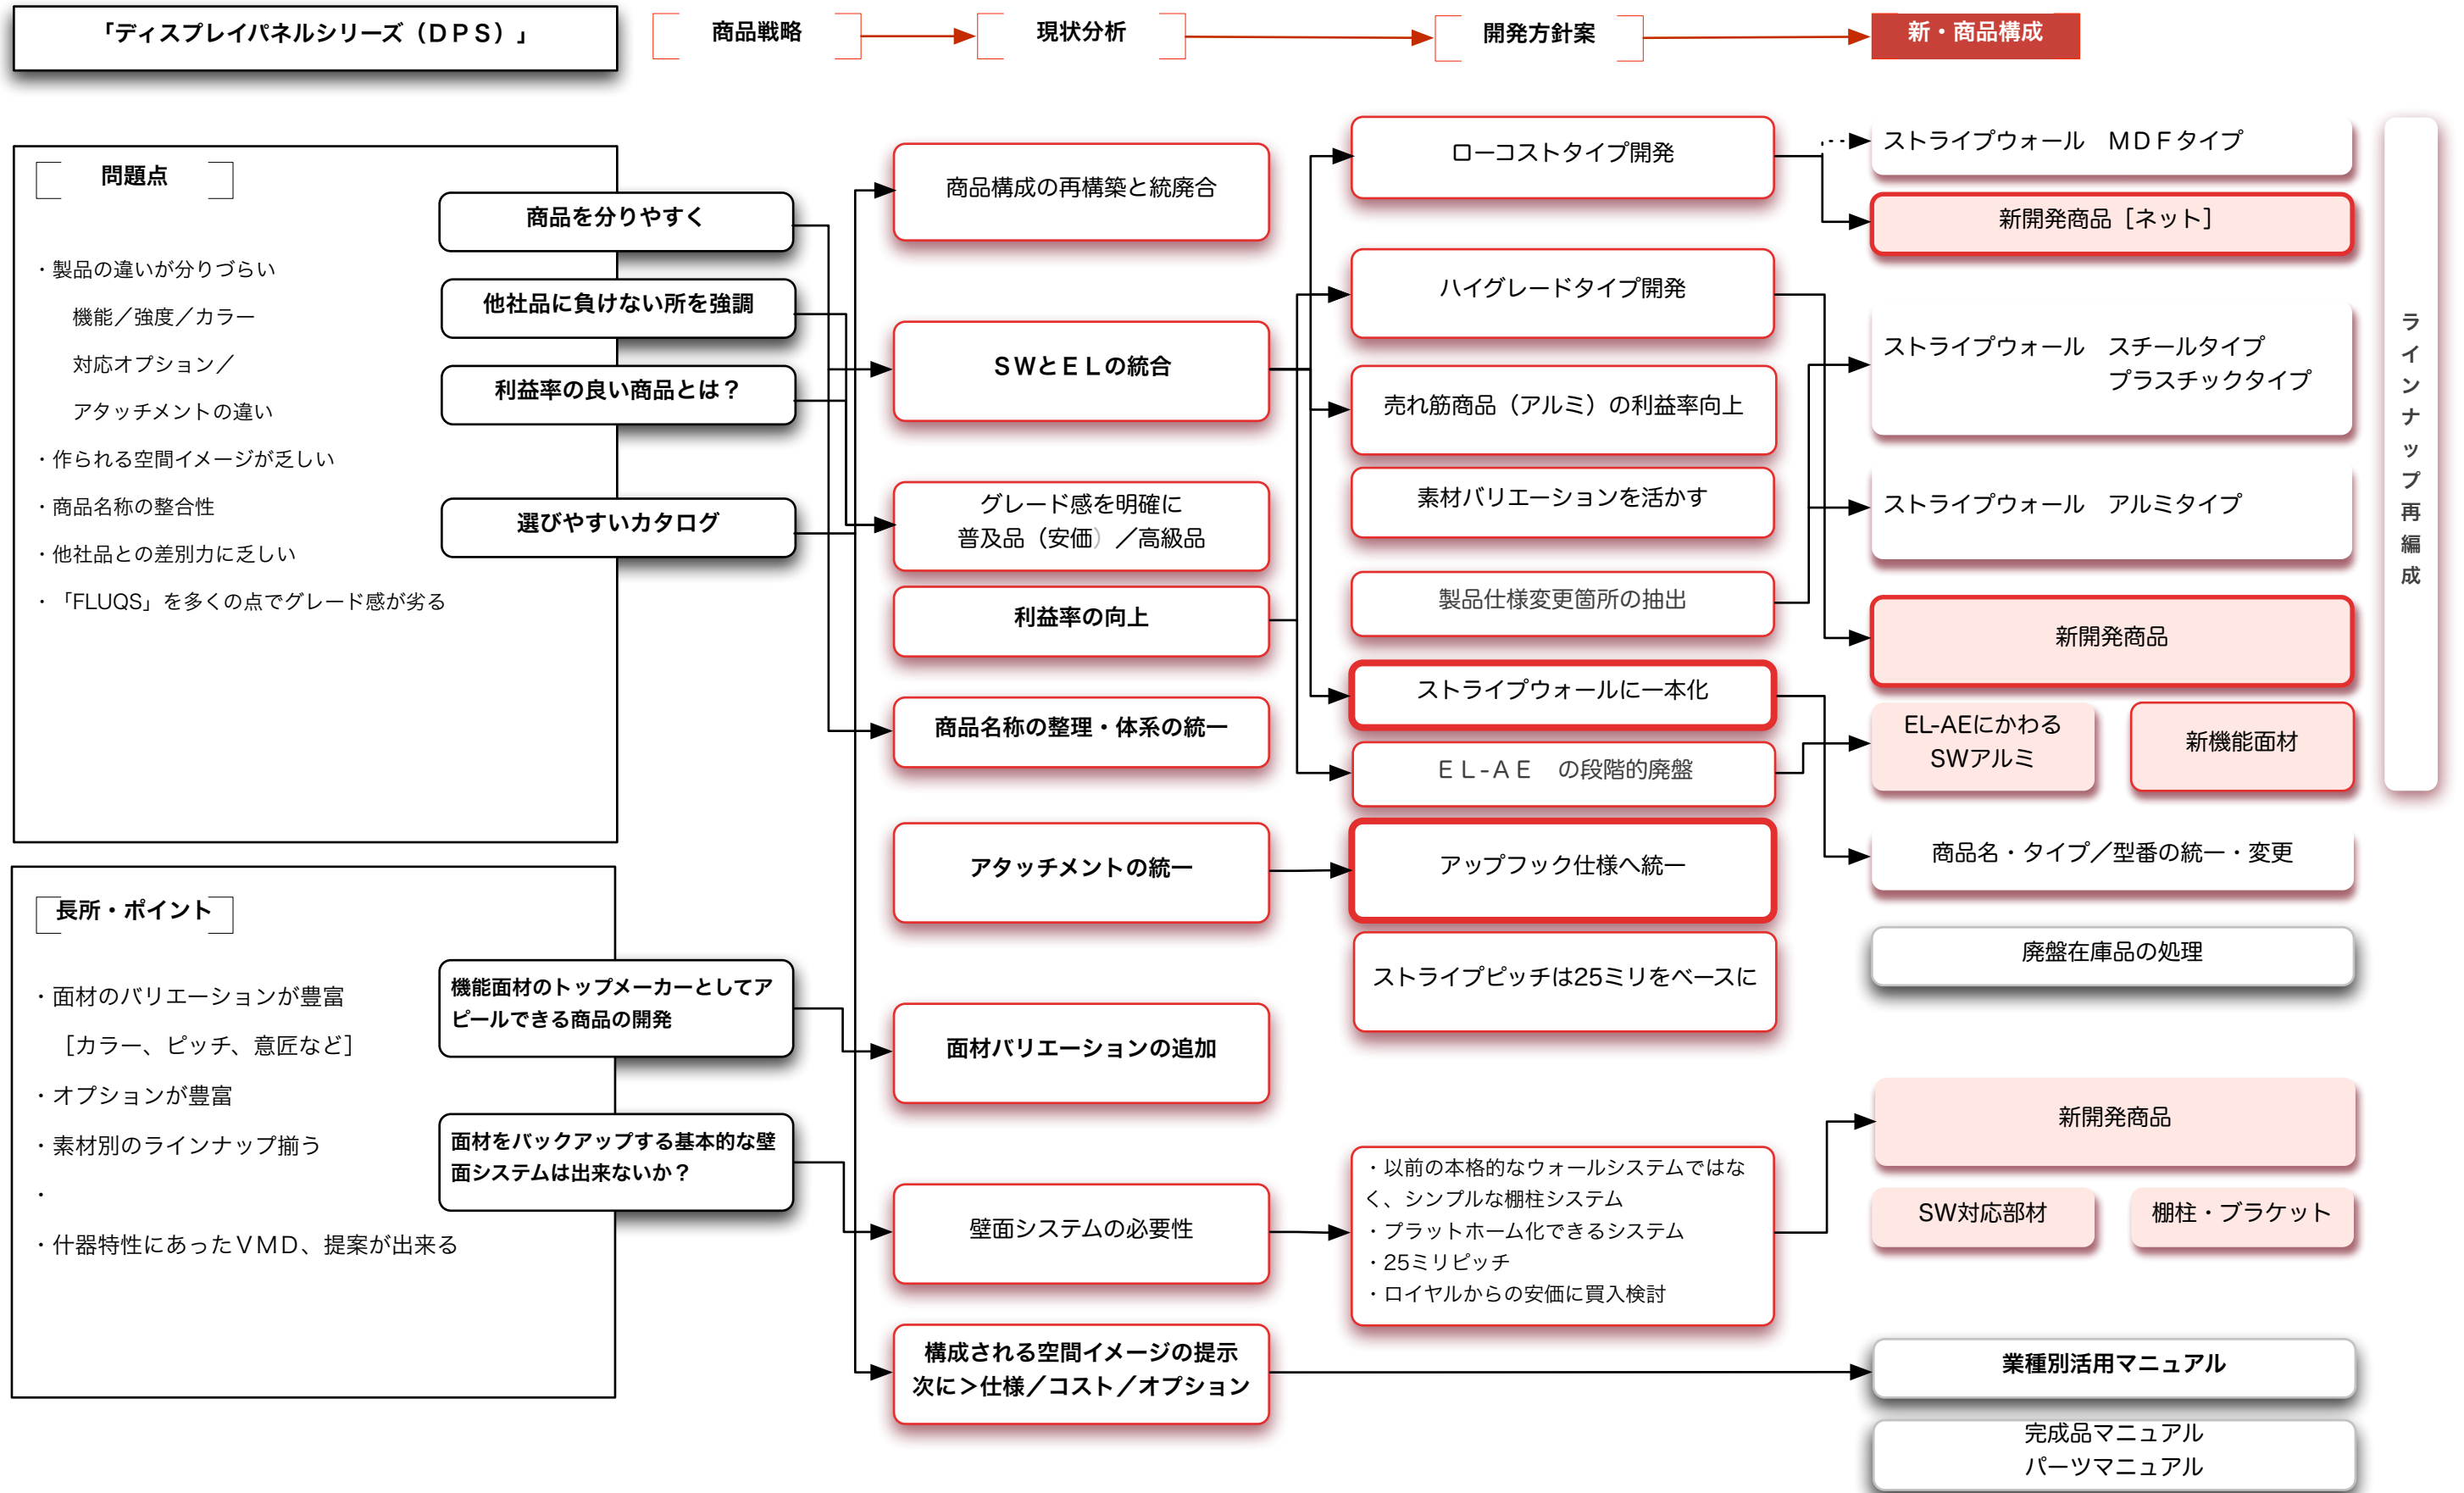 「ディスプレイパネルシリーズ（ＤＰＳ）」
商品戦略
現状分析
開発方針案
新・商品構成
問題点
・製品の違いが分りづらい
機能／強度／カラー
対応オプション／
アタッチメントの違い
・作られる空間イメージが乏しい
・商品名称の整合性
・他社品との差別力に乏しい
・「FLUQS」を多くの点でグレード感が劣る
商品を分りやすく
他社品に負けない所を強調
利益率の良い商品とは？
選びやすいカタログ
長所・ポイント
・面材のバリエーションが豊富
［カラー、ピッチ、意匠など］
・オプションが豊富
・素材別のラインナップ揃う
・
・什器特性にあったＶＭＤ、提案が出来る
機能面材のトップメーカーとしてア
ピールできる商品の開発
面材をバックアップする基本的な壁
面システムは出来ないか？
商品構成の再構築と統廃合
ＳＷとＥＬの統合
グレード感を明確に
普及品（安価）／高級品
利益率の向上
商品名称の整理・体系の統一
アタッチメントの統一
面材バリエーションの追加
壁面システムの必要性
構成される空間イメージの提示
次に＞仕様／コスト／オプション
ローコストタイプ開発
ハイグレードタイプ開発
売れ筋商品（アルミ）の利益率向上
素材バリエーションを活かす
製品仕様変更箇所の抽出
ストライプウォールに一本化
ＥＬ-ＡＥ　の段階的廃盤
アップフック仕様へ統一
ストライプピッチは25ミリをベースに
・以前の本格的なウォールシステムではな
く、シンプルな棚柱システム
・プラットホーム化できるシステム
・25ミリピッチ
・ロイヤルからの安価に買入検討
ストライプウォール　ＭＤＦタイプ
新開発商品［ネット］
ストライプウォール　スチールタイプ
プラスチックタイプ
ストライプウォール　アルミタイプ
新開発商品
EL-AEにかわる
SWアルミ
新機能面材
商品名・タイプ／型番の統一・変更
廃盤在庫品の処理
新開発商品
SW対応部材
棚柱・ブラケット
業種別活用マニュアル
完成品マニュアル
パーツマニュアル
ラインナップ再編成